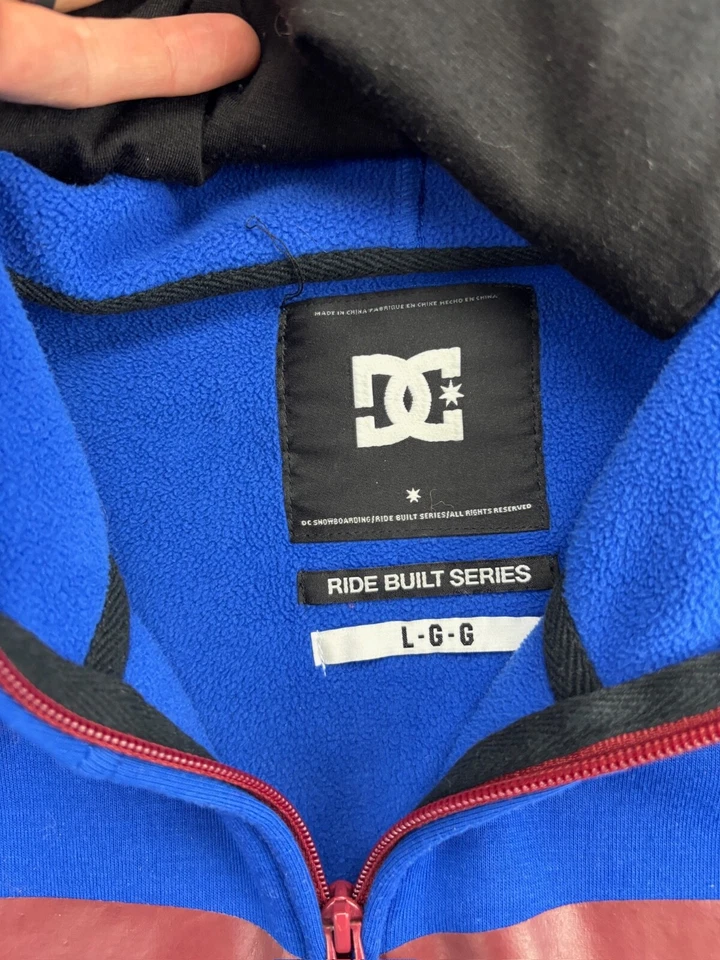 MADE IN CHINA/FABRIQUE EN CHINE HECHO EN CHINA
DC
DC SNOWBOARDING/RIDE BUILT SERIES/ALL RIGHTS RESERVED
RIDE BUILT SERIES
L-G-G